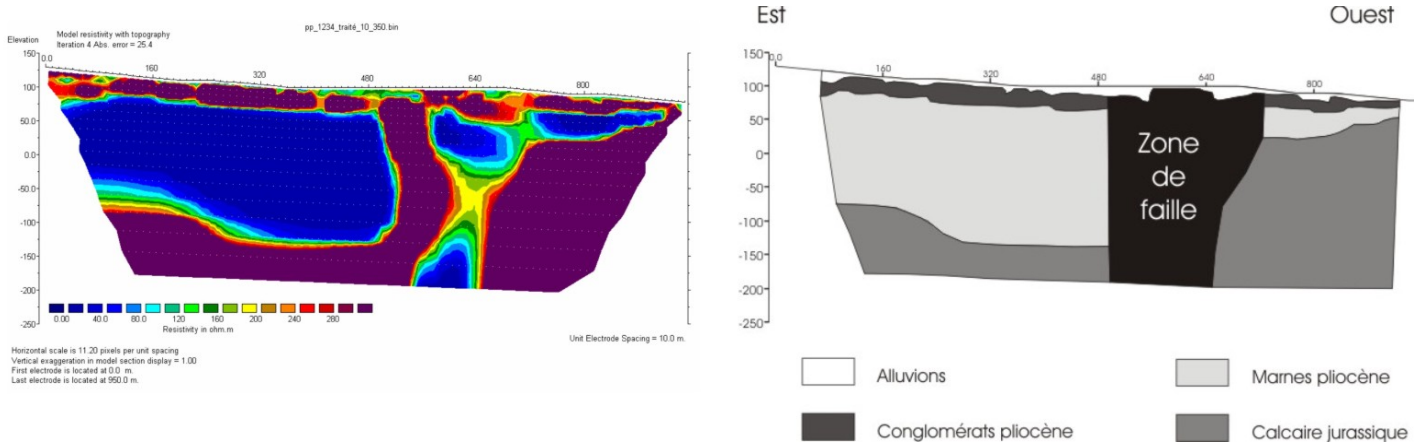 pp_1234_traité_10_350.bin
Model resistivity with topography
Elevation Iteration 4 Abs. error = 25.4
150
0.0
160
320
480
640
800
100
50.0
0.0
-50.0
-100
-150
-200
-250
0.00 40.0 80.0 120 160 200 240 280
Resistivity in ohm.m
Unit Electrode Spacing = 10.0 m.
Horizontal scale is 11.20 pixels per unit spacing
Vertical exaggeration in model section display = 1.00
First electrode is located at 0.0 m.
Last electrode is located at 950.0 m.
Est Ouest
150
0.0
160
320
480
640
800
100
50
0
-50
-100
-150
-200
-250
Zone
de
faille
Alluvions Marnes pliocène
Conglomérats pliocène Calcaire jurassique